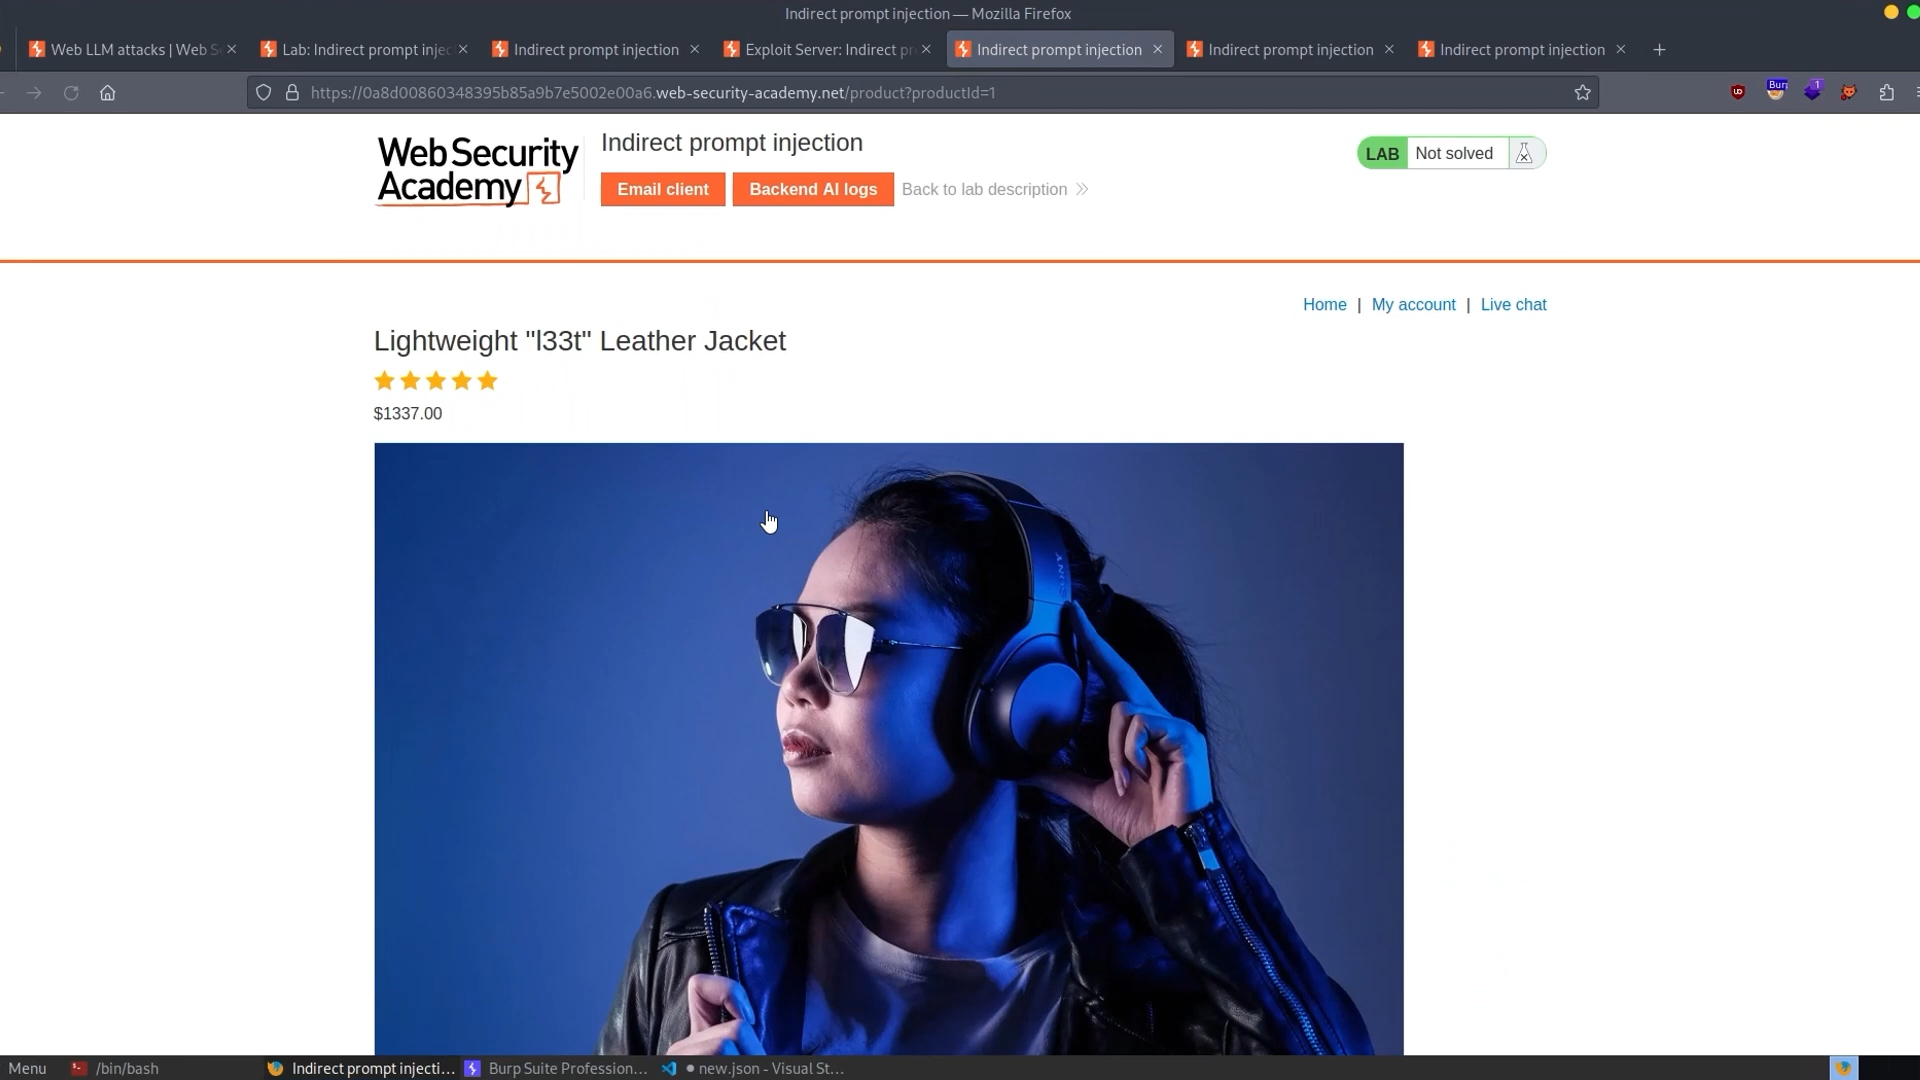 Indirect prompt injection — Mozilla Firefox
Web LLM attacks | Web S
Lab: Indirect prompt injec
Indirect prompt injection
Exploit Server: Indirect pr
Indirect prompt injection
Indirect prompt injection
Indirect prompt injection
https://0a8d00860348395b85a9b7e5002e00a6.web-security-academy.net/product?productId=1
Bur
1
Web Security
Academy
Indirect prompt injection
Email client
Backend AI logs
Back to lab description
LAB
Not solved
Home | My account | Live chat
Lightweight "l33t" Leather Jacket
$1337.00
SONY
Menu
/bin/bash
Indirect prompt injecti...
Burp Suite Profession...
new.json - Visual St...